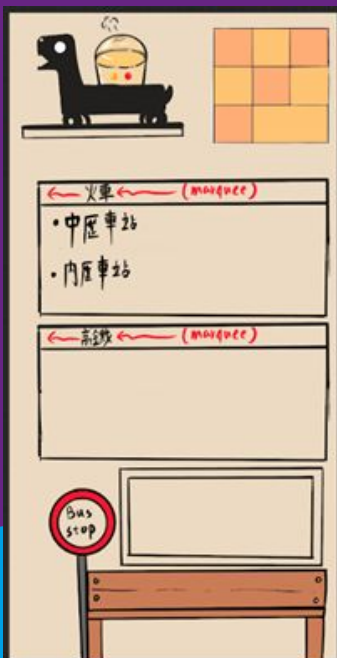 ← 火車 ← (marquee)
• 中壢車站
• 內壢車站
← 高鐵 ← (marquee)
Bus
stop